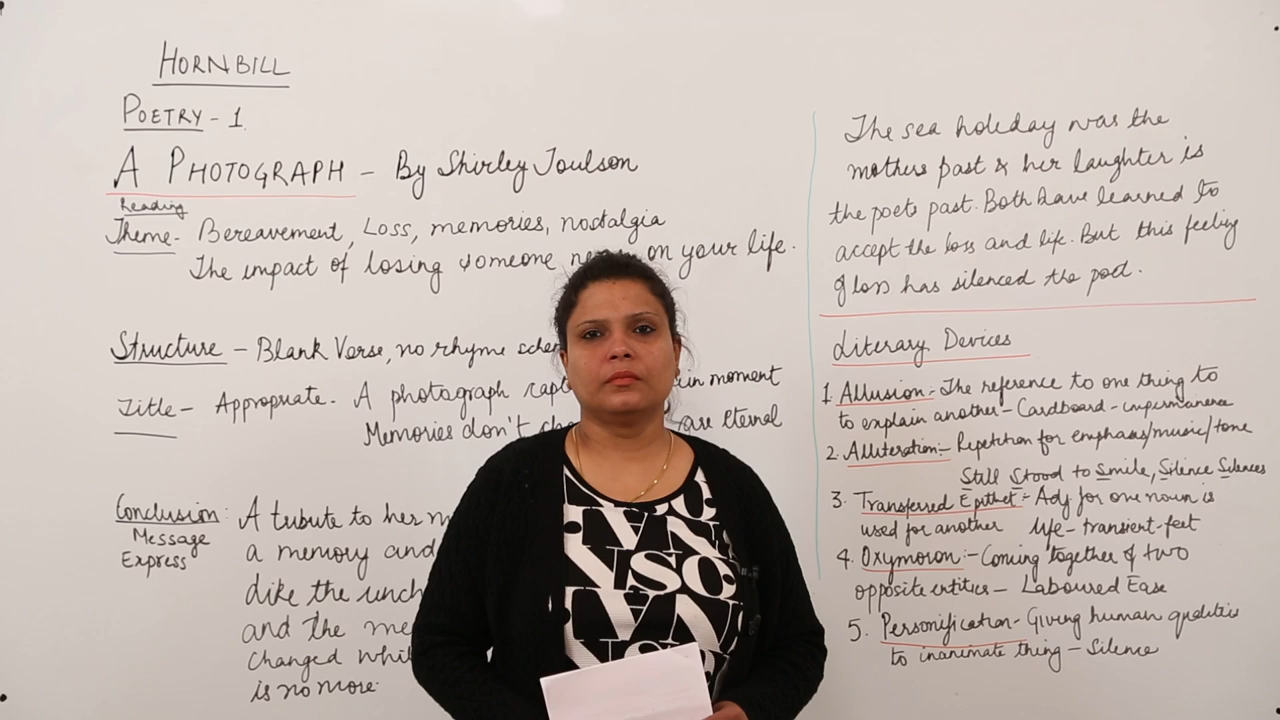 HORNBILL
POETRY - 1
A PHOTOGRAPH - By Shirley Toulson
Reading
Theme - Bereavement, Loss, memories, nostalgia
The impact of losing someone on your life.
Structure - Blank Verse, no rhyme
Title - Appropriate. A photograph in moment
Memories don't are eternal
Conclusion: A tribute to her
Message
a memory and
Express
like the
and the
changed
is no more.
The sea holiday was the
mothers past & her laughter is
the poets past. Both have learned to
accept the loss and life. But this feeling
of loss has silenced the poet.
Literary Devices
1. Allusion:- The reference to one thing to
to explain another - Cardboard - impermanence
2. Alliteration:- Repetition for emphasis/music/tone
Still Stood to Smile, Silence Silences
3. Transferred Epithet:- Adj for one noun is
used for another life - transient - feet
4. Oxymoron:- Coming together of two
opposite entities - Laboured Ease
5. Personification - Giving human qualities
to inanimate thing - Silence